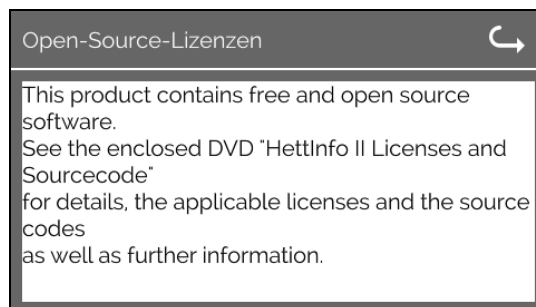 Open-Source-Lizenzen
This product contains free and open source
software.
See the enclosed DVD "HettInfo II Licenses and
Sourcecode"
for details, the applicable licenses and the source
codes
as well as further information.